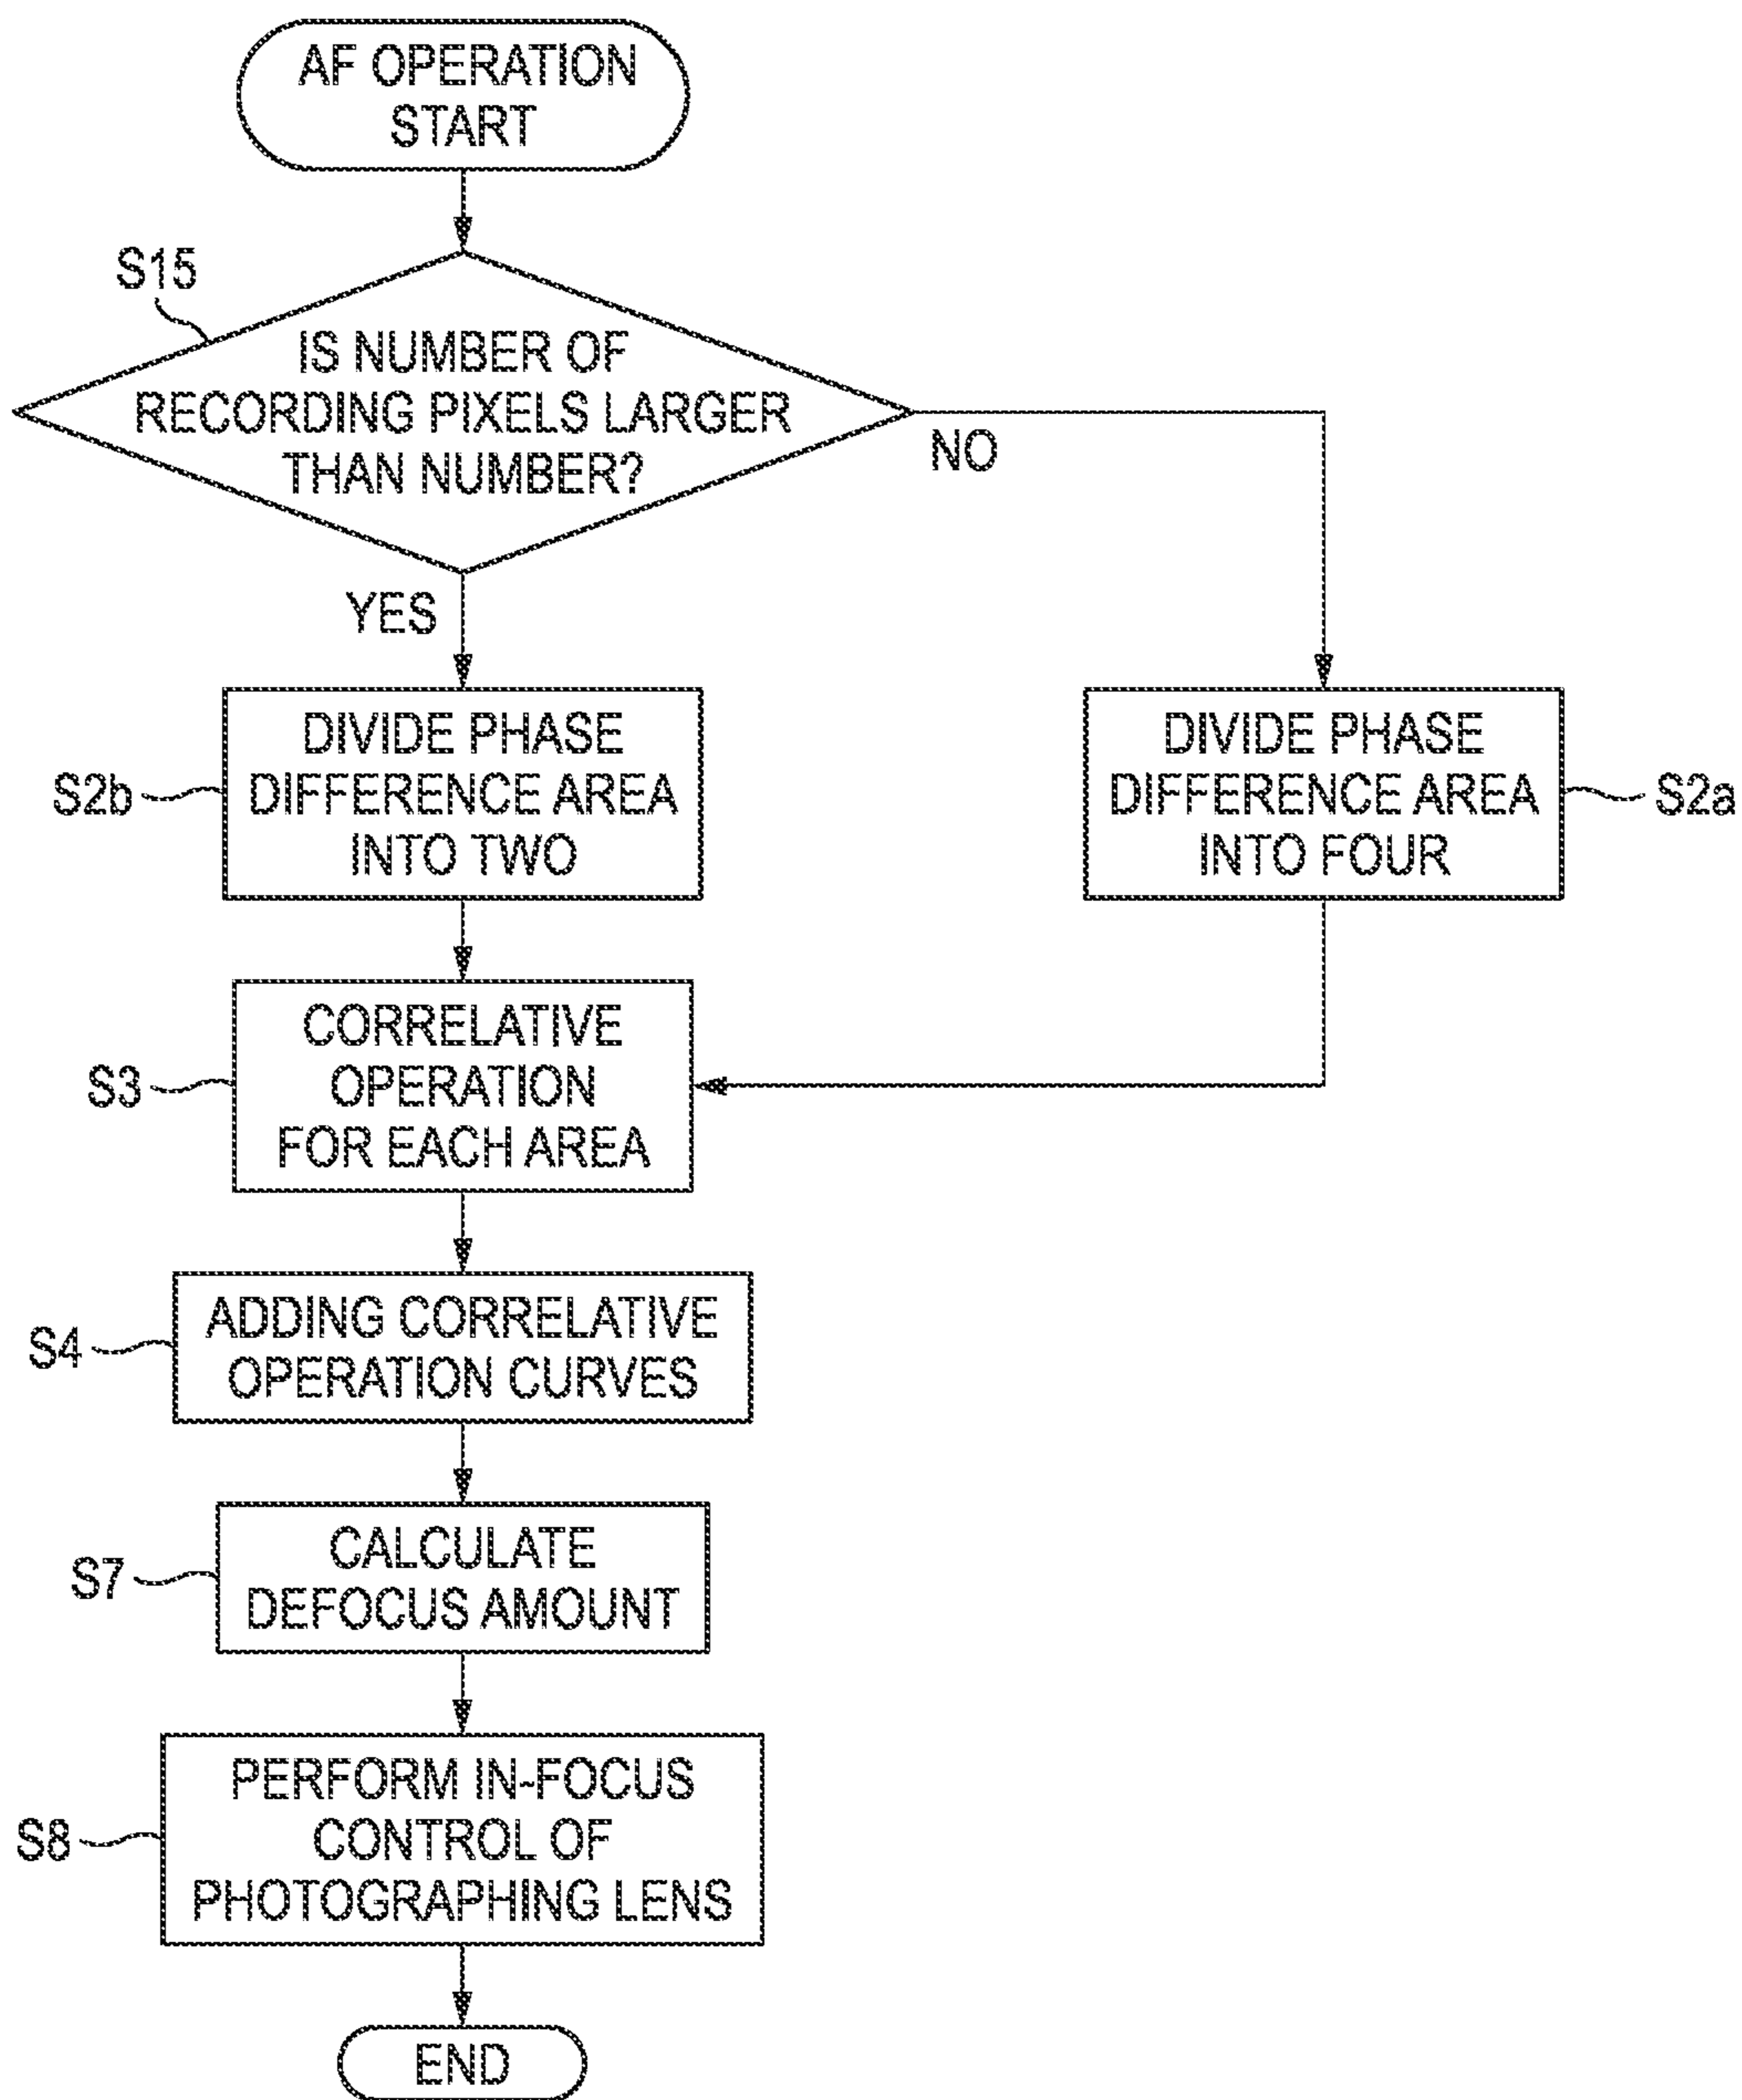 AF OPERATION
START
S15
IS NUMBER OF
RECORDING PIXELS LARGER
THAN NUMBER?
NO
YES
S2b
DIVIDE PHASE
DIFFERENCE AREA
INTO TWO
DIVIDE PHASE
DIFFERENCE AREA
INTO FOUR
S2a
S3
CORRELATIVE
OPERATION
FOR EACH AREA
S4
ADDING CORRELATIVE
OPERATION CURVES
S7
CALCULATE
DEFOCUS AMOUNT
S8
PERFORM IN-FOCUS
CONTROL OF
PHOTOGRAPHING LENS
END